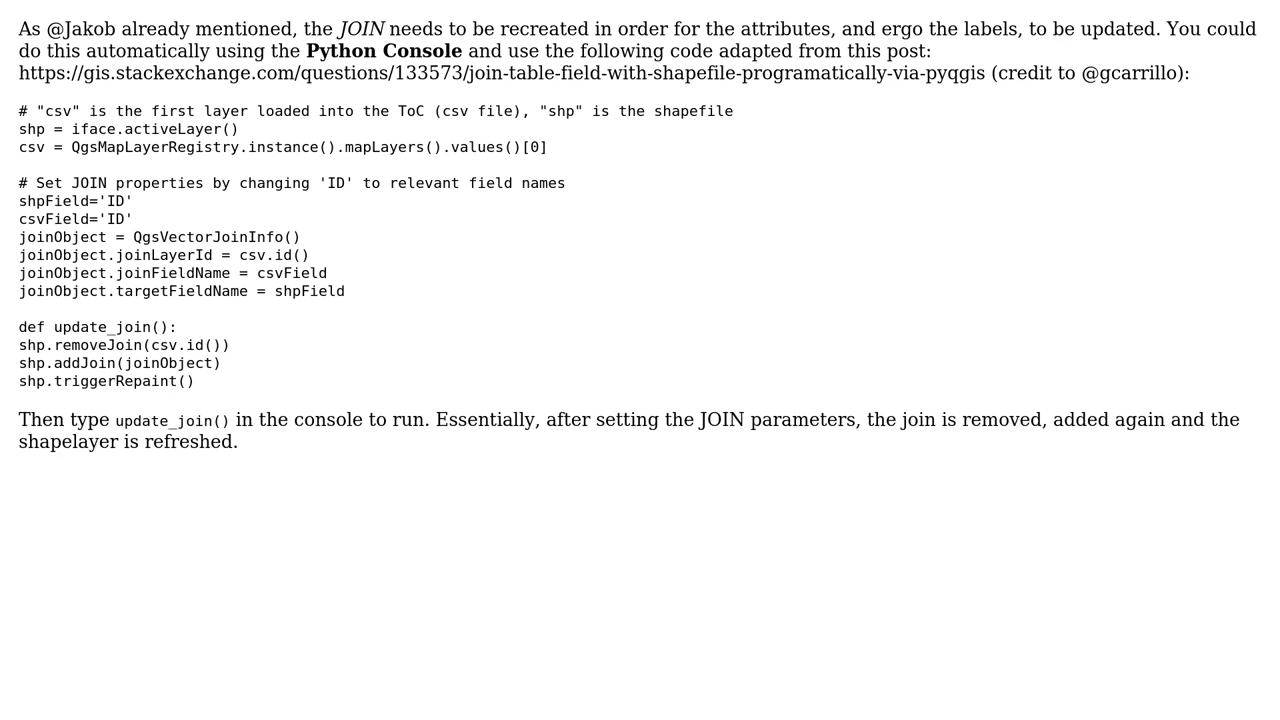 As @Jakob already mentioned, the JOIN needs to be recreated in order for the attributes, and ergo the labels, to be updated. You could
do this automatically using the Python Console and use the following code adapted from this post:
https://gis.stackexchange.com/questions/133573/join-table-field-with-shapefile-programatically-via-pyqgis (credit to @gcarrillo):
# "csv" is the first layer loaded into the ToC (csv file), "shp" is the shapefile
shp = iface.activeLayer()
csv = QgsMapLayerRegistry.instance().mapLayers().values()[0]
# Set JOIN properties by changing 'ID' to relevant field names
shpField='ID'
csvField='ID'
joinObject = QgsVectorJoinInfo()
joinObject.joinLayerId = csv.id()
joinObject.joinFieldName = csvField
joinObject.targetFieldName = shpField
def update_join():
shp.removeJoin(csv.id())
shp.addJoin(joinObject)
shp.triggerRepaint()
Then type update_join() in the console to run. Essentially, after setting the JOIN parameters, the join is removed, added again and the
shapelayer is refreshed.